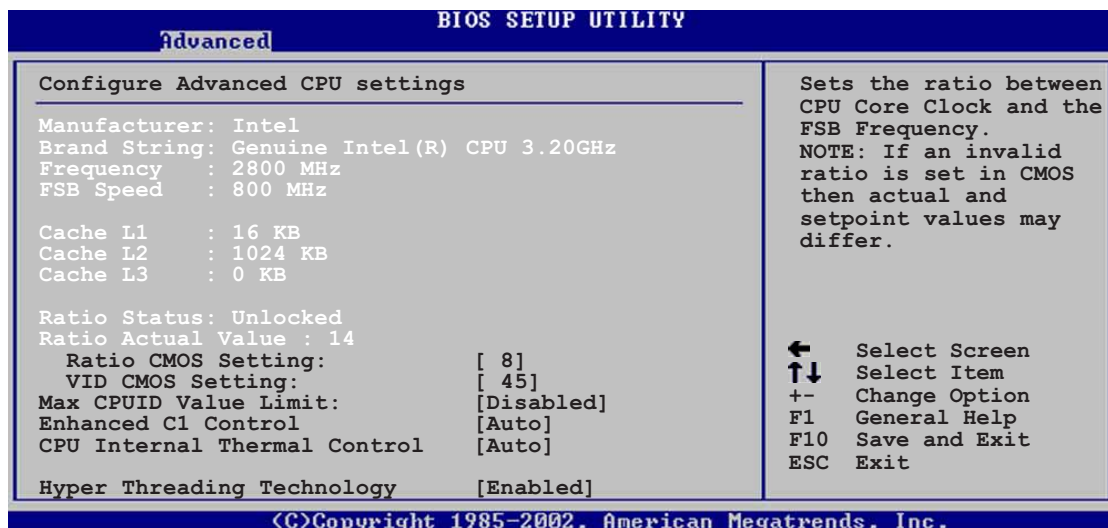 BIOS SETUP UTILITY
Advanced
Configure Advanced CPU settings
Manufacturer: Intel
Brand String: Genuine Intel(R) CPU 3.20GHz
Frequency : 2800 MHz
FSB Speed : 800 MHz
Cache L1 : 16 KB
Cache L2 : 1024 KB
Cache L3 : 0 KB
Ratio Status: Unlocked
Ratio Actual Value : 14
Ratio CMOS Setting: [ 8]
VID CMOS Setting: [ 45]
Max CPUID Value Limit: [Disabled]
Enhanced C1 Control [Auto]
CPU Internal Thermal Control [Auto]
Hyper Threading Technology [Enabled]
Sets the ratio between
CPU Core Clock and the
FSB Frequency.
NOTE: If an invalid
ratio is set in CMOS
then actual and
setpoint values may
differ.
← Select Screen
↑↓ Select Item
+- Change Option
F1 General Help
F10 Save and Exit
ESC Exit
(C)Copyright 1985-2002, American Megatrends, Inc.